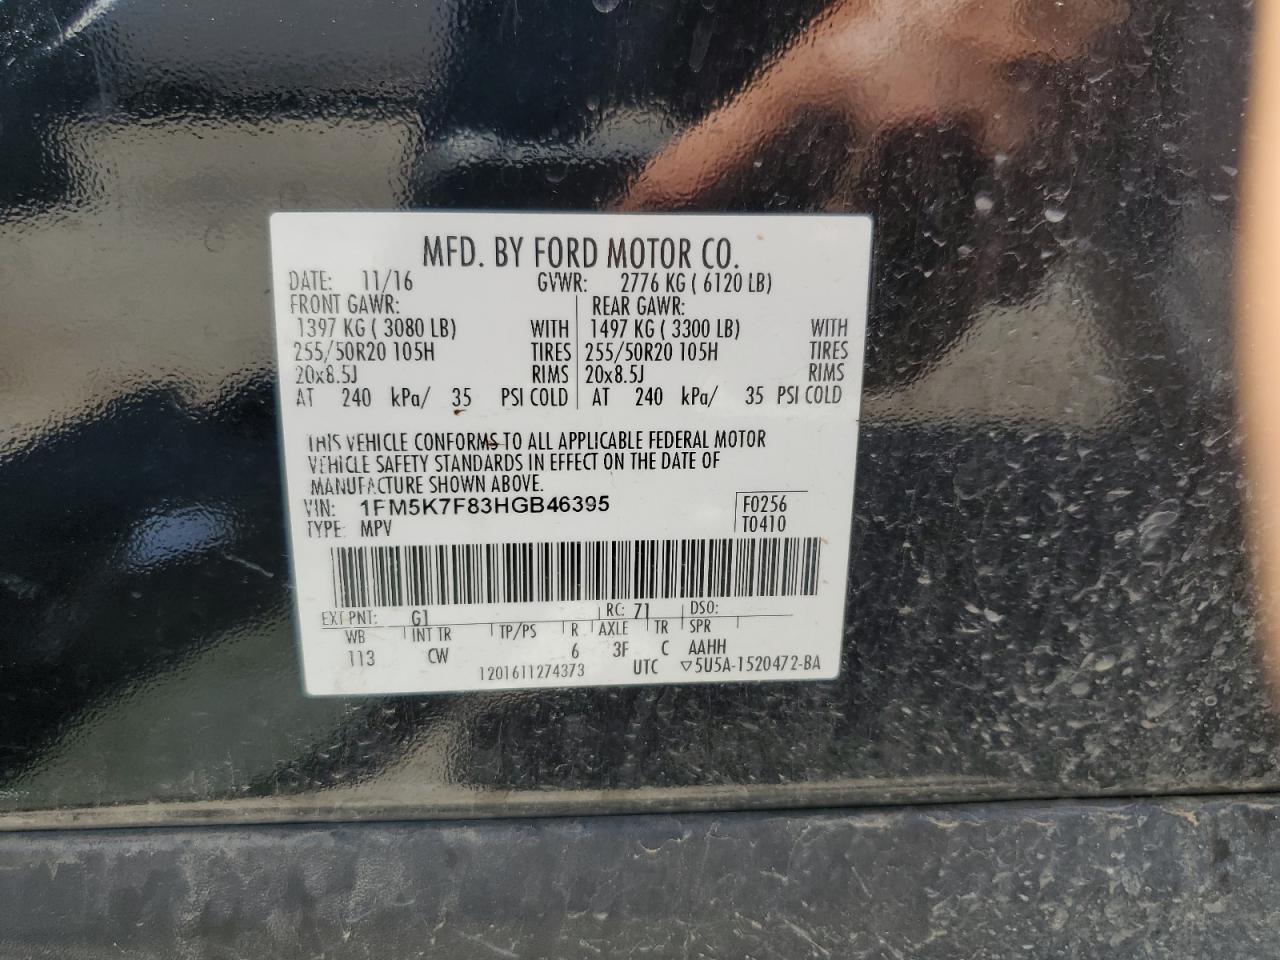 MFD. BY FORD MOTOR CO.
DATE: 11/16 GVWR: 2776 KG ( 6120 LB)
FRONT GAWR: REAR GAWR:
1397 KG ( 3080 LB) WITH 1497 KG ( 3300 LB) WITH
255/50R20 105H TIRES 255/50R20 105H TIRES
20x8.5J RIMS 20x8.5J RIMS
AT 240 kPa/ 35 PSI COLD AT 240 kPa/ 35 PSI COLD
THIS VEHICLE CONFORMS TO ALL APPLICABLE FEDERAL MOTOR
VEHICLE SAFETY STANDARDS IN EFFECT ON THE DATE OF
MANUFACTURE SHOWN ABOVE.
VIN: 1FM5K7F83HGB46395 F0256
TYPE: MPV T0410
EXT PNT: G1 RC: 71 DSO:
WB INT TR TP/PS R AXLE TR SPR
113 CW 6 3F C AAHH
1201611274373 UTC ▽5U5A-1520472-BA